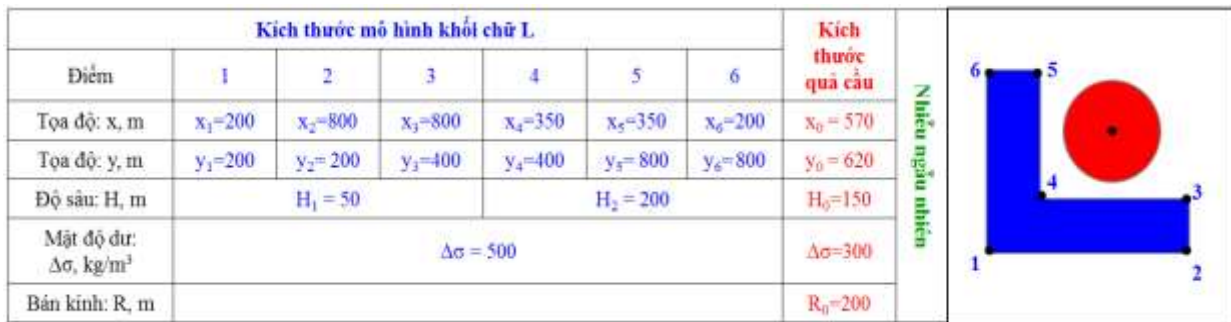 Kích thước mô hình khối chữ L
Kích thước quả cầu
Điểm 1 2 3 4 5 6
Tọa độ: x, m x₁=200 x₂=800 x₃=800 x₄=350 x₅=350 x₆=200 x₀ = 570
Tọa độ: y, m y₁=200 y₂= 200 y₃=400 y₄=400 y₅= 800 y₆=800 y₀ = 620
Độ sâu: H, m H₁ = 50 H₂ = 200 H₀=150
Mật độ dư: Δσ, kg/m³ Δσ = 500 Δσ=300
Bán kính: R, m R₀=200
Nhiễu ngẫu nhiên
6 5
4 3
1 2